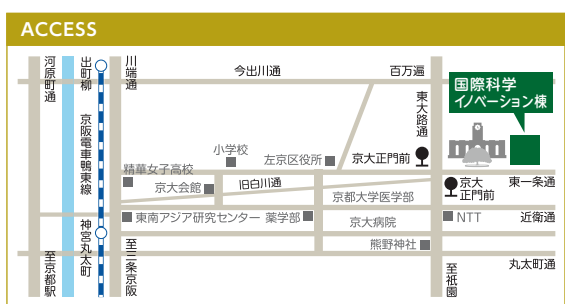 ACCESS
河原町通
出町柳
川端通
今出川通
百万遍
国際科学
イノベーション棟
東大路通
京阪電車鴨東線
小学校
左京区役所
京大正門前
精華女子高校
京大会館
旧白川通
京都大学医学部
京大
正門前
東一条通
東南アジア研究センター
薬学部
京大病院
NTT
近衛通
神宮丸太町
熊野神社
丸太町通
至京都駅
至三条京阪
至祇園